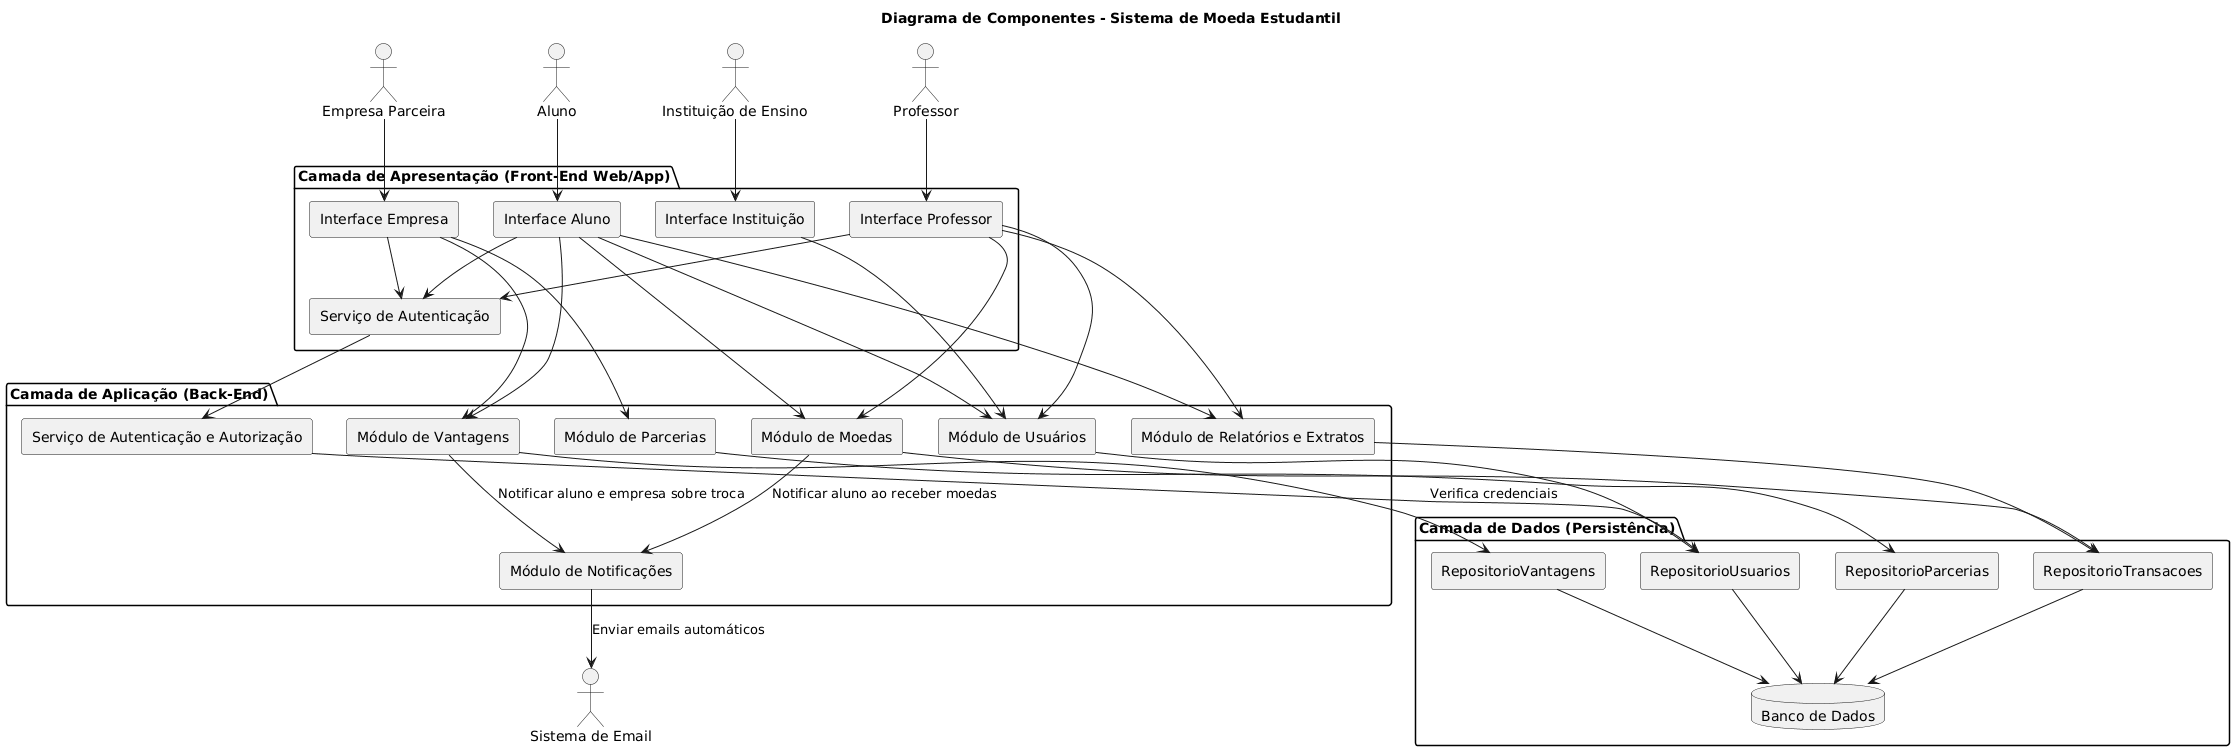 Diagrama de Componentes - Sistema de Moeda Estudantil
Empresa Parceira
Aluno
Instituição de Ensino
Professor
Camada de Apresentação (Front-End Web/App)
Interface Empresa
Interface Aluno
Interface Instituição
Interface Professor
Serviço de Autenticação
Camada de Aplicação (Back-End)
Serviço de Autenticação e Autorização
Módulo de Vantagens
Módulo de Parcerias
Módulo de Moedas
Módulo de Usuários
Módulo de Relatórios e Extratos
Notificar aluno e empresa sobre troca
Notificar aluno ao receber moedas
Verifica credenciais
Camada de Dados (Persistência)
Módulo de Notificações
RepositorioVantagens
RepositorioUsuarios
RepositorioParcerias
RepositorioTransacoes
Enviar emails automáticos
Banco de Dados
Sistema de Email